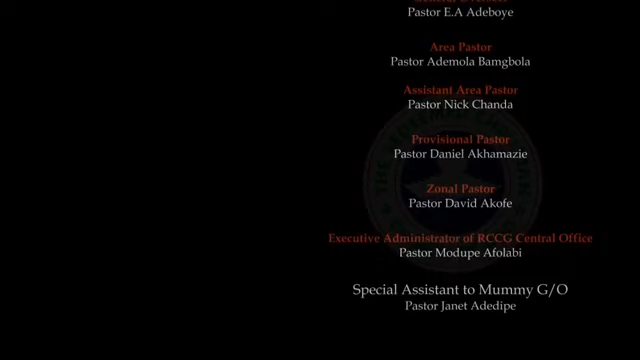 General Overseer
Pastor E.A Adeboye
Area Pastor
Pastor Ademola Bamgbola
Assistant Area Pastor
Pastor Nick Chanda
Provisional Pastor
Pastor Daniel Akhamazie
Zonal Pastor
Pastor David Akofe
Executive Administrator of RCCG Central Office
Pastor Modupe Afolabi
Special Assistant to Mummy G/O
Pastor Janet Adedipe